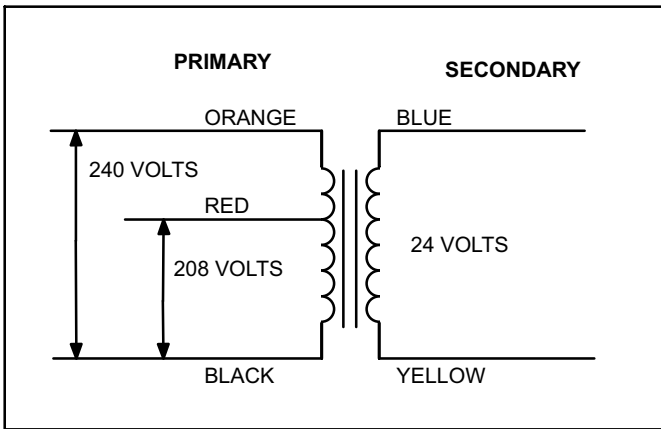 PRIMARY
SECONDARY
ORANGE
BLUE
240 VOLTS
RED
24 VOLTS
208 VOLTS
BLACK
YELLOW